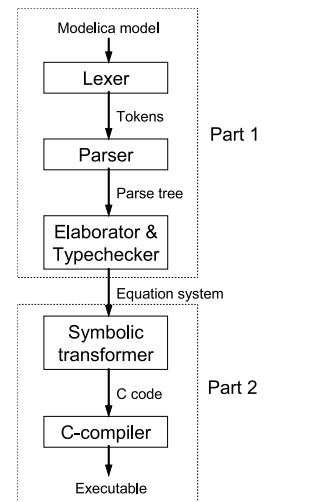 Modelica model
Lexer
Tokens
Part 1
Parser
Parse tree
Elaborator &
Typechecker
Equation system
Symbolic
transformer
Part 2
C code
C-compiler
Executable